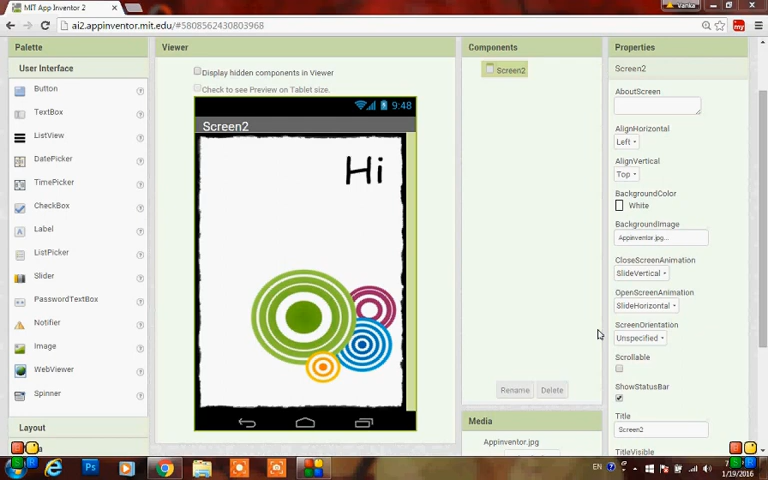 MIT App Inventor 2
Vanka
ai2.appinventor.mit.edu/#5808562430803968
my
Palette
Viewer
Components
Properties
User Interface
Button
TextBox
ListView
DatePicker
TimePicker
CheckBox
Label
ListPicker
Slider
PasswordTextBox
Notifier
Image
WebViewer
Spinner
Layout
Display hidden components in Viewer
Check to see Preview on Tablet size.
9:48
Screen2
Hi
Screen2
Rename
Delete
Media
Appinventor.jpg
Screen2
AboutScreen
AlignHorizontal
Left
AlignVertical
Top
BackgroundColor
White
BackgroundImage
Appinventor.jpg...
CloseScreenAnimation
SlideVertical
OpenScreenAnimation
SlideHorizontal
ScreenOrientation
Unspecified
Scrollable
ShowStatusBar
Title
Screen2
TitleVisible
Ps
EN
1/19/2016